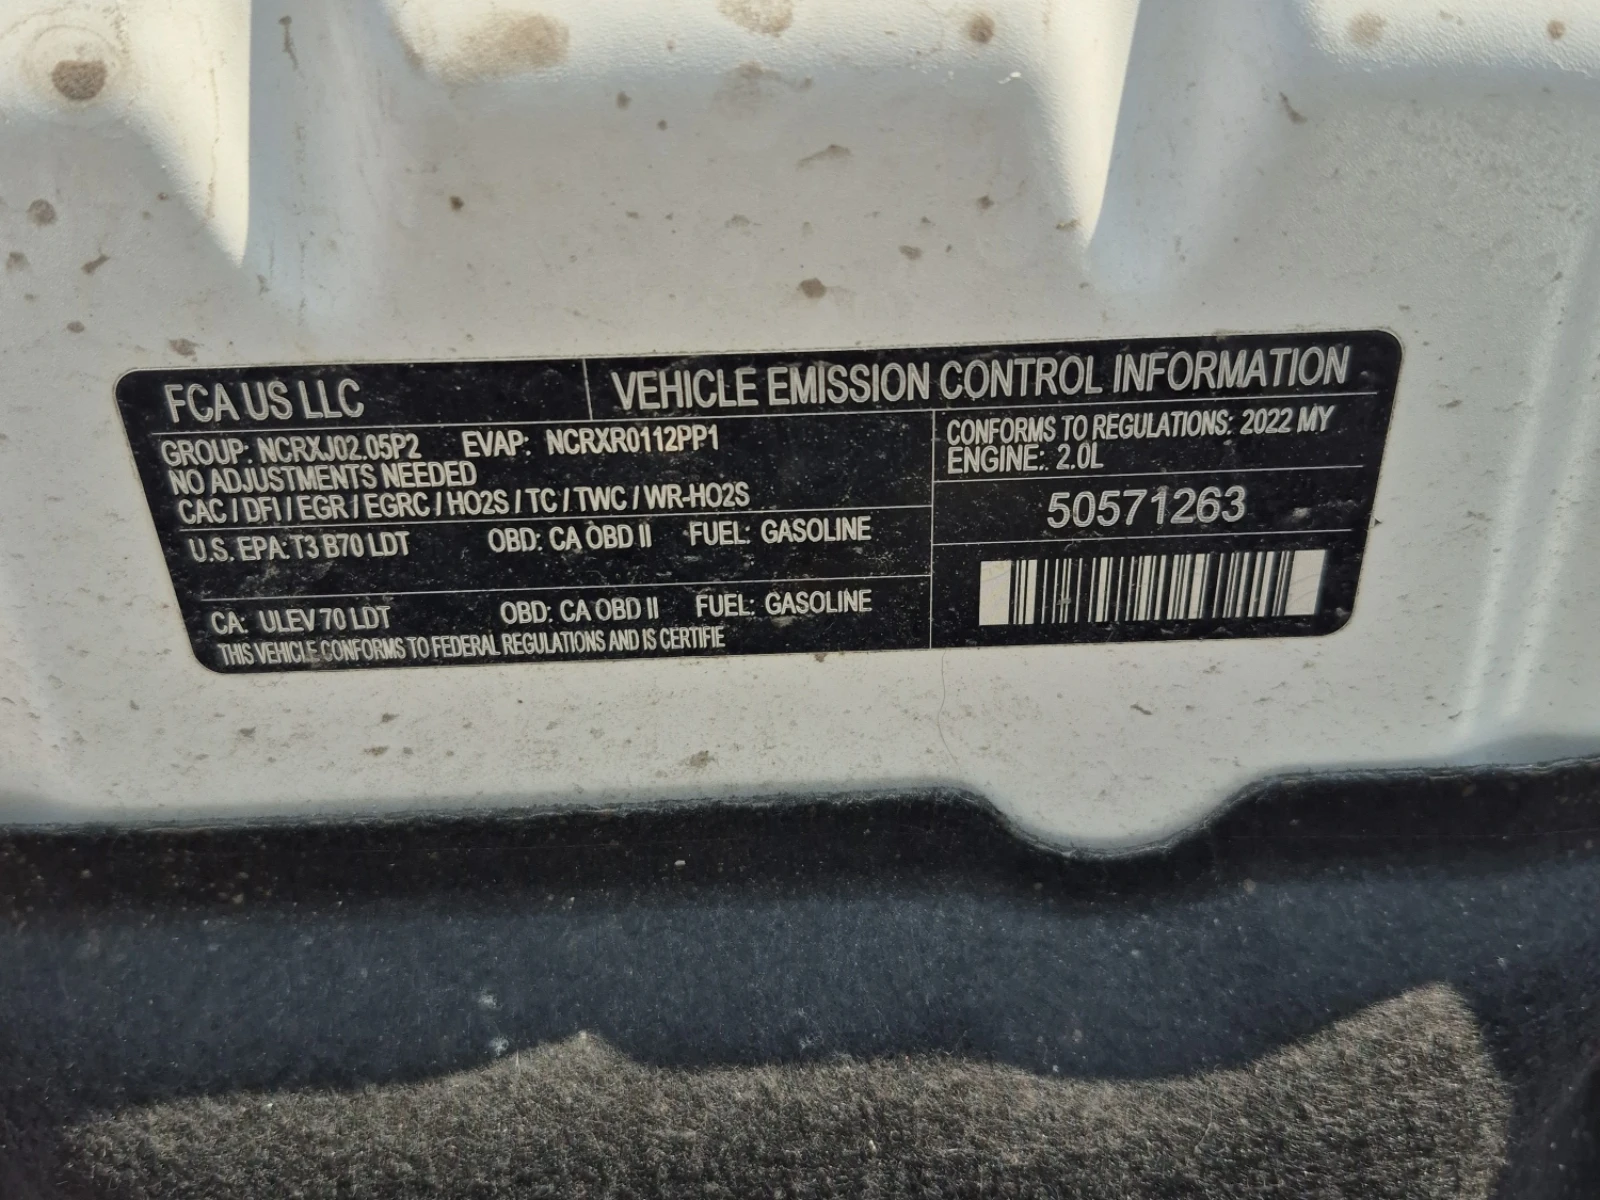 FCA US LLC
VEHICLE EMISSION CONTROL INFORMATION
GROUP: NCRXJ02.05P2 EVAP: NCRXR0112PP1
NO ADJUSTMENTS NEEDED
CAC / DFI / EGR / EGRC / HO2S / TC / TWC / WR-HO2S
U.S. EPA: T3 B70 LDT OBD: CA OBD II FUEL: GASOLINE
CA: ULEV 70 LDT OBD: CA OBD II FUEL: GASOLINE
THIS VEHICLE CONFORMS TO FEDERAL REGULATIONS AND IS CERTIFIE
CONFORMS TO REGULATIONS: 2022 MY
ENGINE: 2.0L
50571263